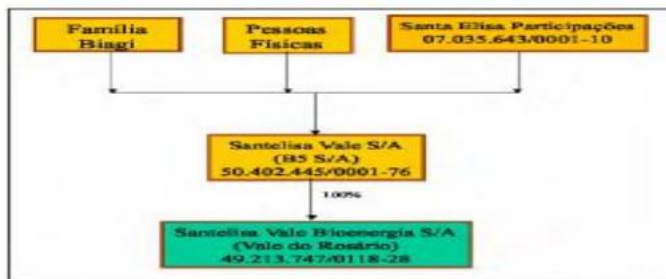 Família
Biagi
Pessoas
Físicas
Santa Elisa Participações
07.035.643/0001-10
Santelisa Vale S/A
(B5 S/A)
50.402.445/0001-76
100%
Santelisa Vale Bioenergia S/A
(Vale do Rosário)
49.213.747/0118-28